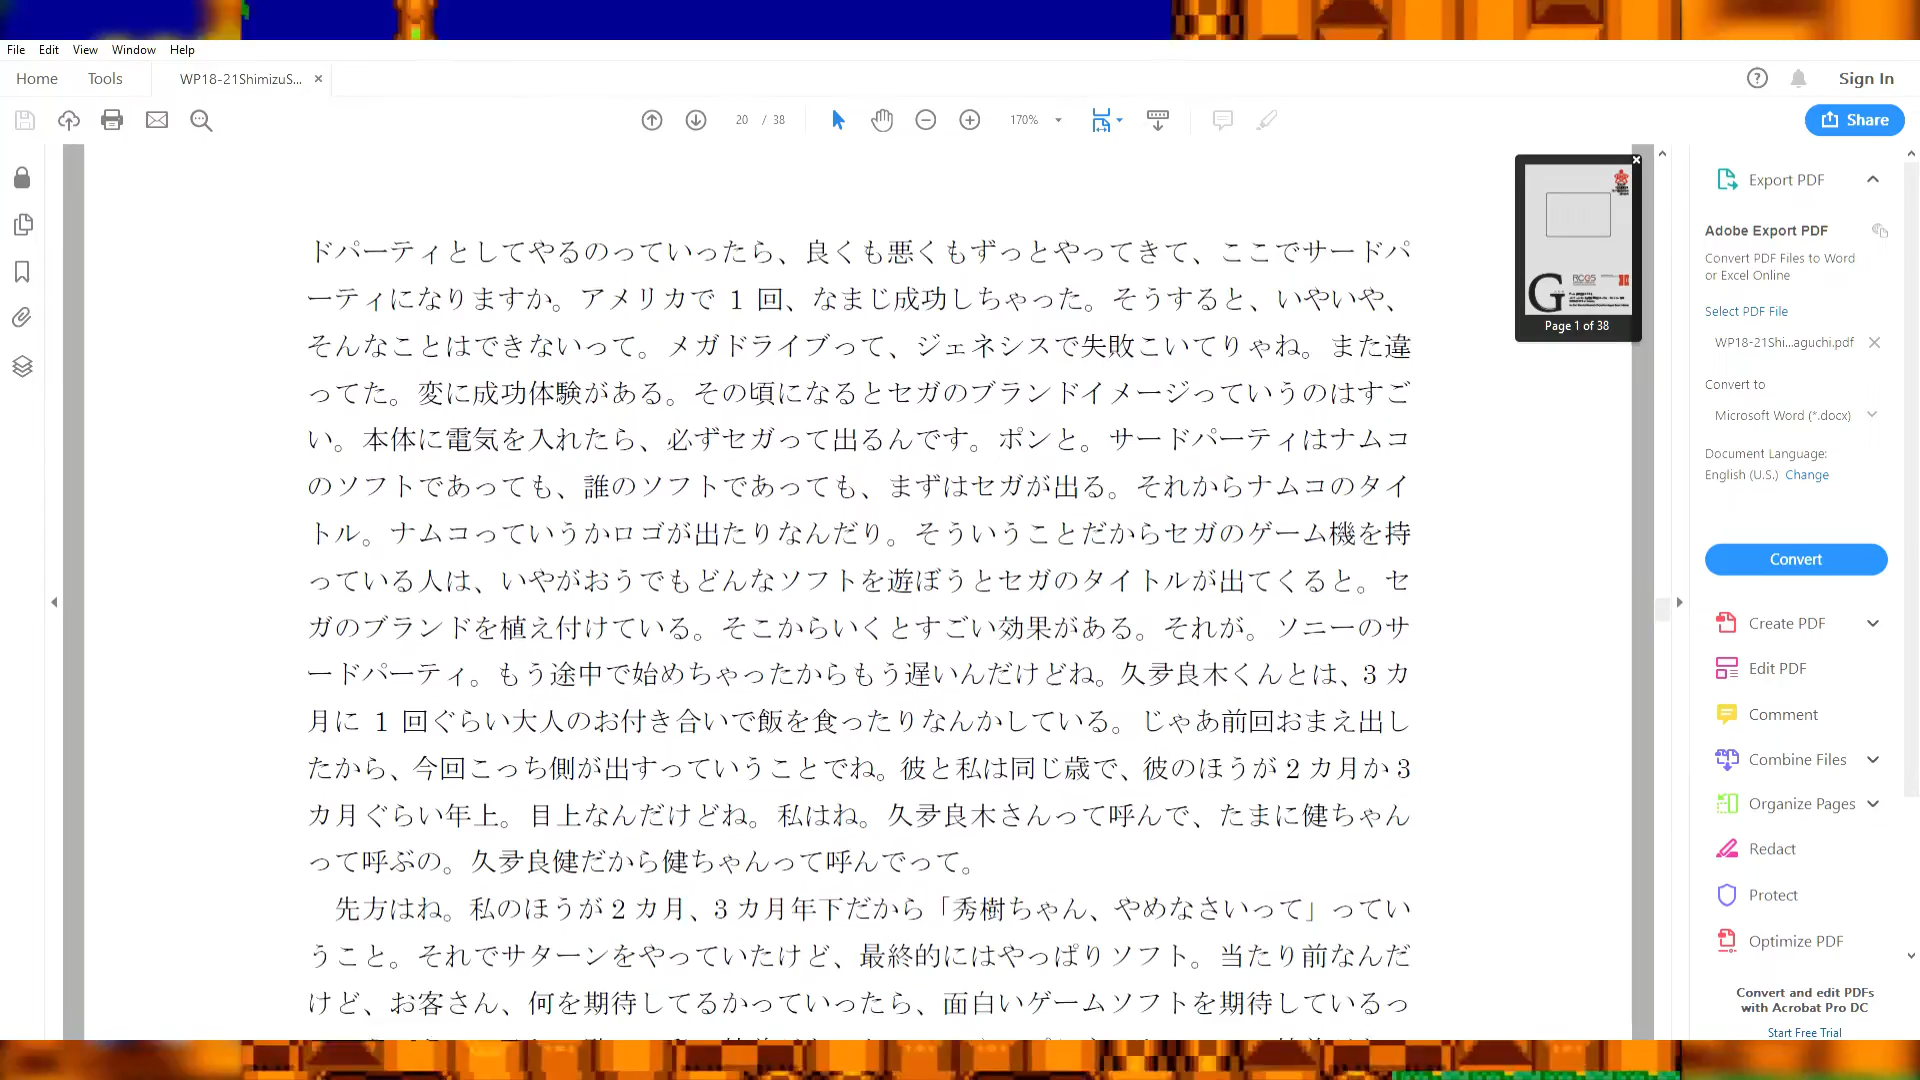 File Edit View Window Help
Home Tools WP18-21ShimizuS... × Sign In
20 / 38 170% Share
ドパーティとしてやるのっていったら、良くも悪くもずっとやってきて、ここでサードパ
ーティになりますか。アメリカで 1 回、なまじ成功しちゃった。そうすると、いやいや、
そんなことはできないって。メガドライブって、ジェネシスで失敗こいてりゃね。また違
ってた。変に成功体験がある。その頃になるとセガのブランドイメージっていうのはすご
い。本体に電気を入れたら、必ずセガって出るんです。ポンと。サードパーティはナムコ
のソフトであっても、誰のソフトであっても、まずはセガが出る。それからナムコのタイ
トル。ナムコっていうかロゴが出たりなんだり。そういうことだからセガのゲーム機を持
っている人は、いやがおうでもどんなソフトを遊ぼうとセガのタイトルが出てくると。セ
ガのブランドを植え付けている。そこからいくとすごい効果がある。それが。ソニーのサ
ードパーティ。もう途中で始めちゃったからもう遅いんだけどね。久夛良木くんとは、3 カ
月に 1 回ぐらい大人のお付き合いで飯を食ったりなんかしている。じゃあ前回おまえ出し
たから、今回こっち側が出すっていうことでね。彼と私は同じ歳で、彼のほうが 2 カ月か 3
カ月ぐらい年上。目上なんだけどね。私はね。久夛良木さんって呼んで、たまに健ちゃん
って呼ぶの。久夛良健だから健ちゃんって呼んでって。
先方はね。私のほうが 2 カ月、3 カ月年下だから「秀樹ちゃん、やめなさいって」ってい
うこと。それでサターンをやっていたけど、最終的にはやっぱりソフト。当たり前なんだ
けど、お客さん、何を期待してるかっていったら、面白いゲームソフトを期待しているっ
G
RCGS
Page 1 of 38
Export PDF
Adobe Export PDF
Convert PDF Files to Word
or Excel Online
Select PDF File
WP18-21Shi...aguchi.pdf
Convert to
Microsoft Word (*.docx)
Document Language:
English (U.S.) Change
Convert
Create PDF
Edit PDF
Comment
Combine Files
Organize Pages
Redact
Protect
Optimize PDF
Convert and edit PDFs
with Acrobat Pro DC
Start Free Trial